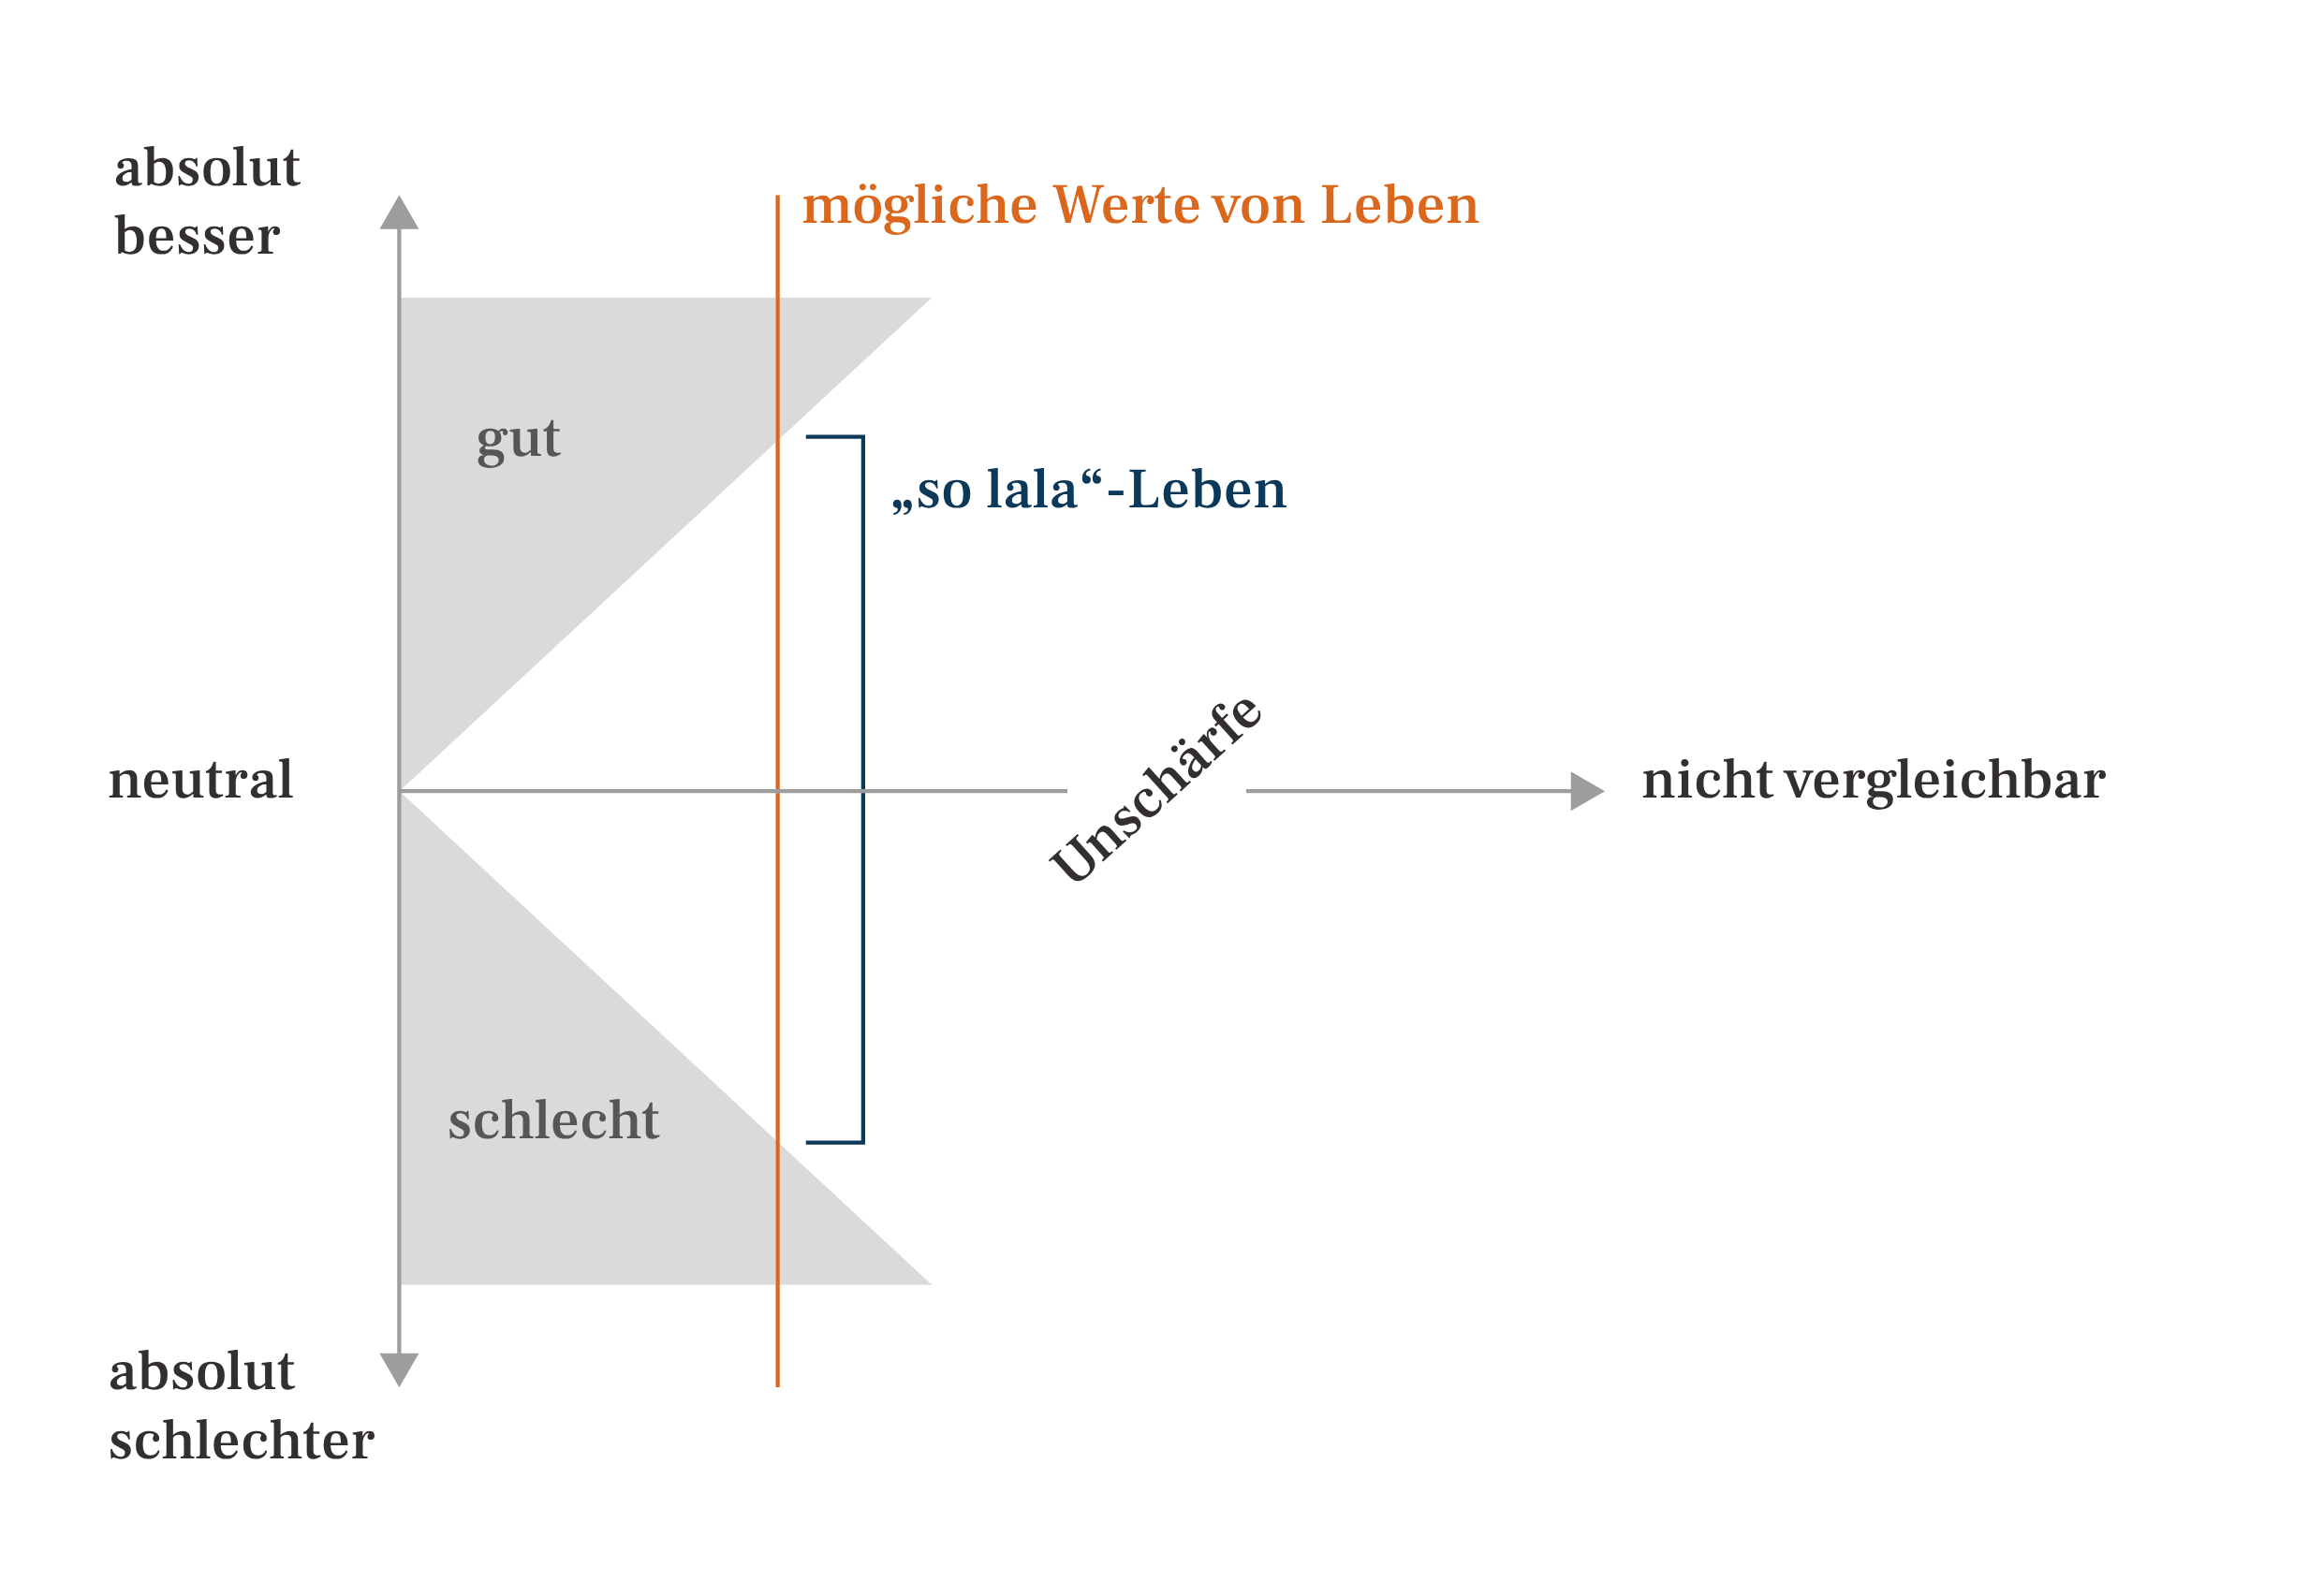 absolut
besser
mögliche Werte von Leben
gut
„so lala“-Leben
neutral
Unschärfe
nicht vergleichbar
schlecht
absolut
schlechter